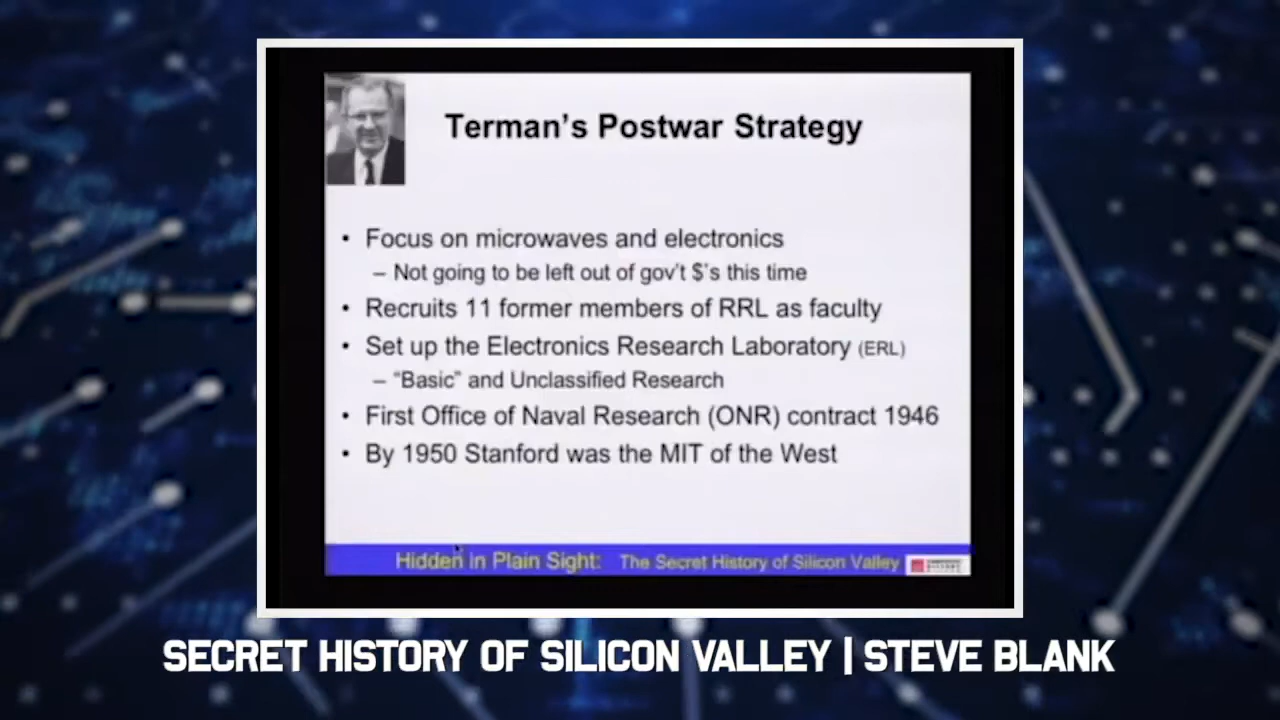 Terman's Postwar Strategy
• Focus on microwaves and electronics
– Not going to be left out of gov't $'s this time
• Recruits 11 former members of RRL as faculty
• Set up the Electronics Research Laboratory (ERL)
– "Basic" and Unclassified Research
• First Office of Naval Research (ONR) contract 1946
• By 1950 Stanford was the MIT of the West
Hidden in Plain Sight: The Secret History of Silicon Valley
SECRET HISTORY OF SILICON VALLEY | STEVE BLANK